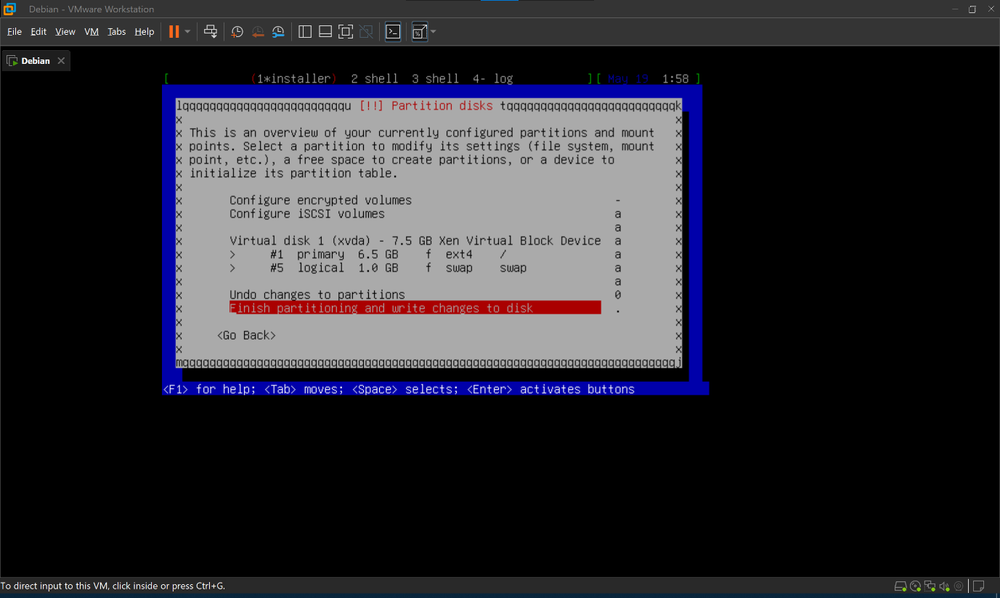 Debian - VMware Workstation
File Edit View VM Tabs Help
Debian
[ (1*installer) 2 shell 3 shell 4- log ][ May 19 1:58 ]
lqqqqqqqqqqqqqqqqqqqqqqqqqu [!!] Partition disks tqqqqqqqqqqqqqqqqqqqqqqqqqk
x x
x This is an overview of your currently configured partitions and mount x
x points. Select a partition to modify its settings (file system, mount x
x point, etc.), a free space to create partitions, or a device to x
x initialize its partition table. x
x x
x Configure encrypted volumes - x
x Configure iSCSI volumes a x
x a x
x Virtual disk 1 (xvda) - 7.5 GB Xen Virtual Block Device a x
x > #1 primary 6.5 GB f ext4 / a x
x > #5 logical 1.0 GB f swap swap a x
x a x
x Undo changes to partitions 0 x
x Finish partitioning and write changes to disk . x
x x
x <Go Back> x
x x
mqqqqqqqqqqqqqqqqqqqqqqqqqqqqqqqqqqqqqqqqqqqqqqqqqqqqqqqqqqqqqqqqqqqqqqqqqj
<F1> for help; <Tab> moves; <Space> selects; <Enter> activates buttons
To direct input to this VM, click inside or press Ctrl+G.